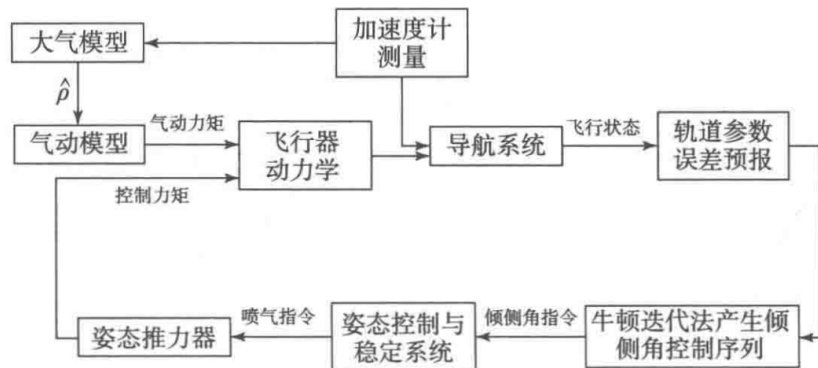 大气模型
加速度计
测量
ρ̂
气动模型
气动力矩
飞行器
动力学
导航系统
飞行状态
轨道参数
误差预报
控制力矩
姿态推力器
喷气指令
姿态控制与
稳定系统
倾侧角指令
牛顿迭代法产生倾
侧角控制序列